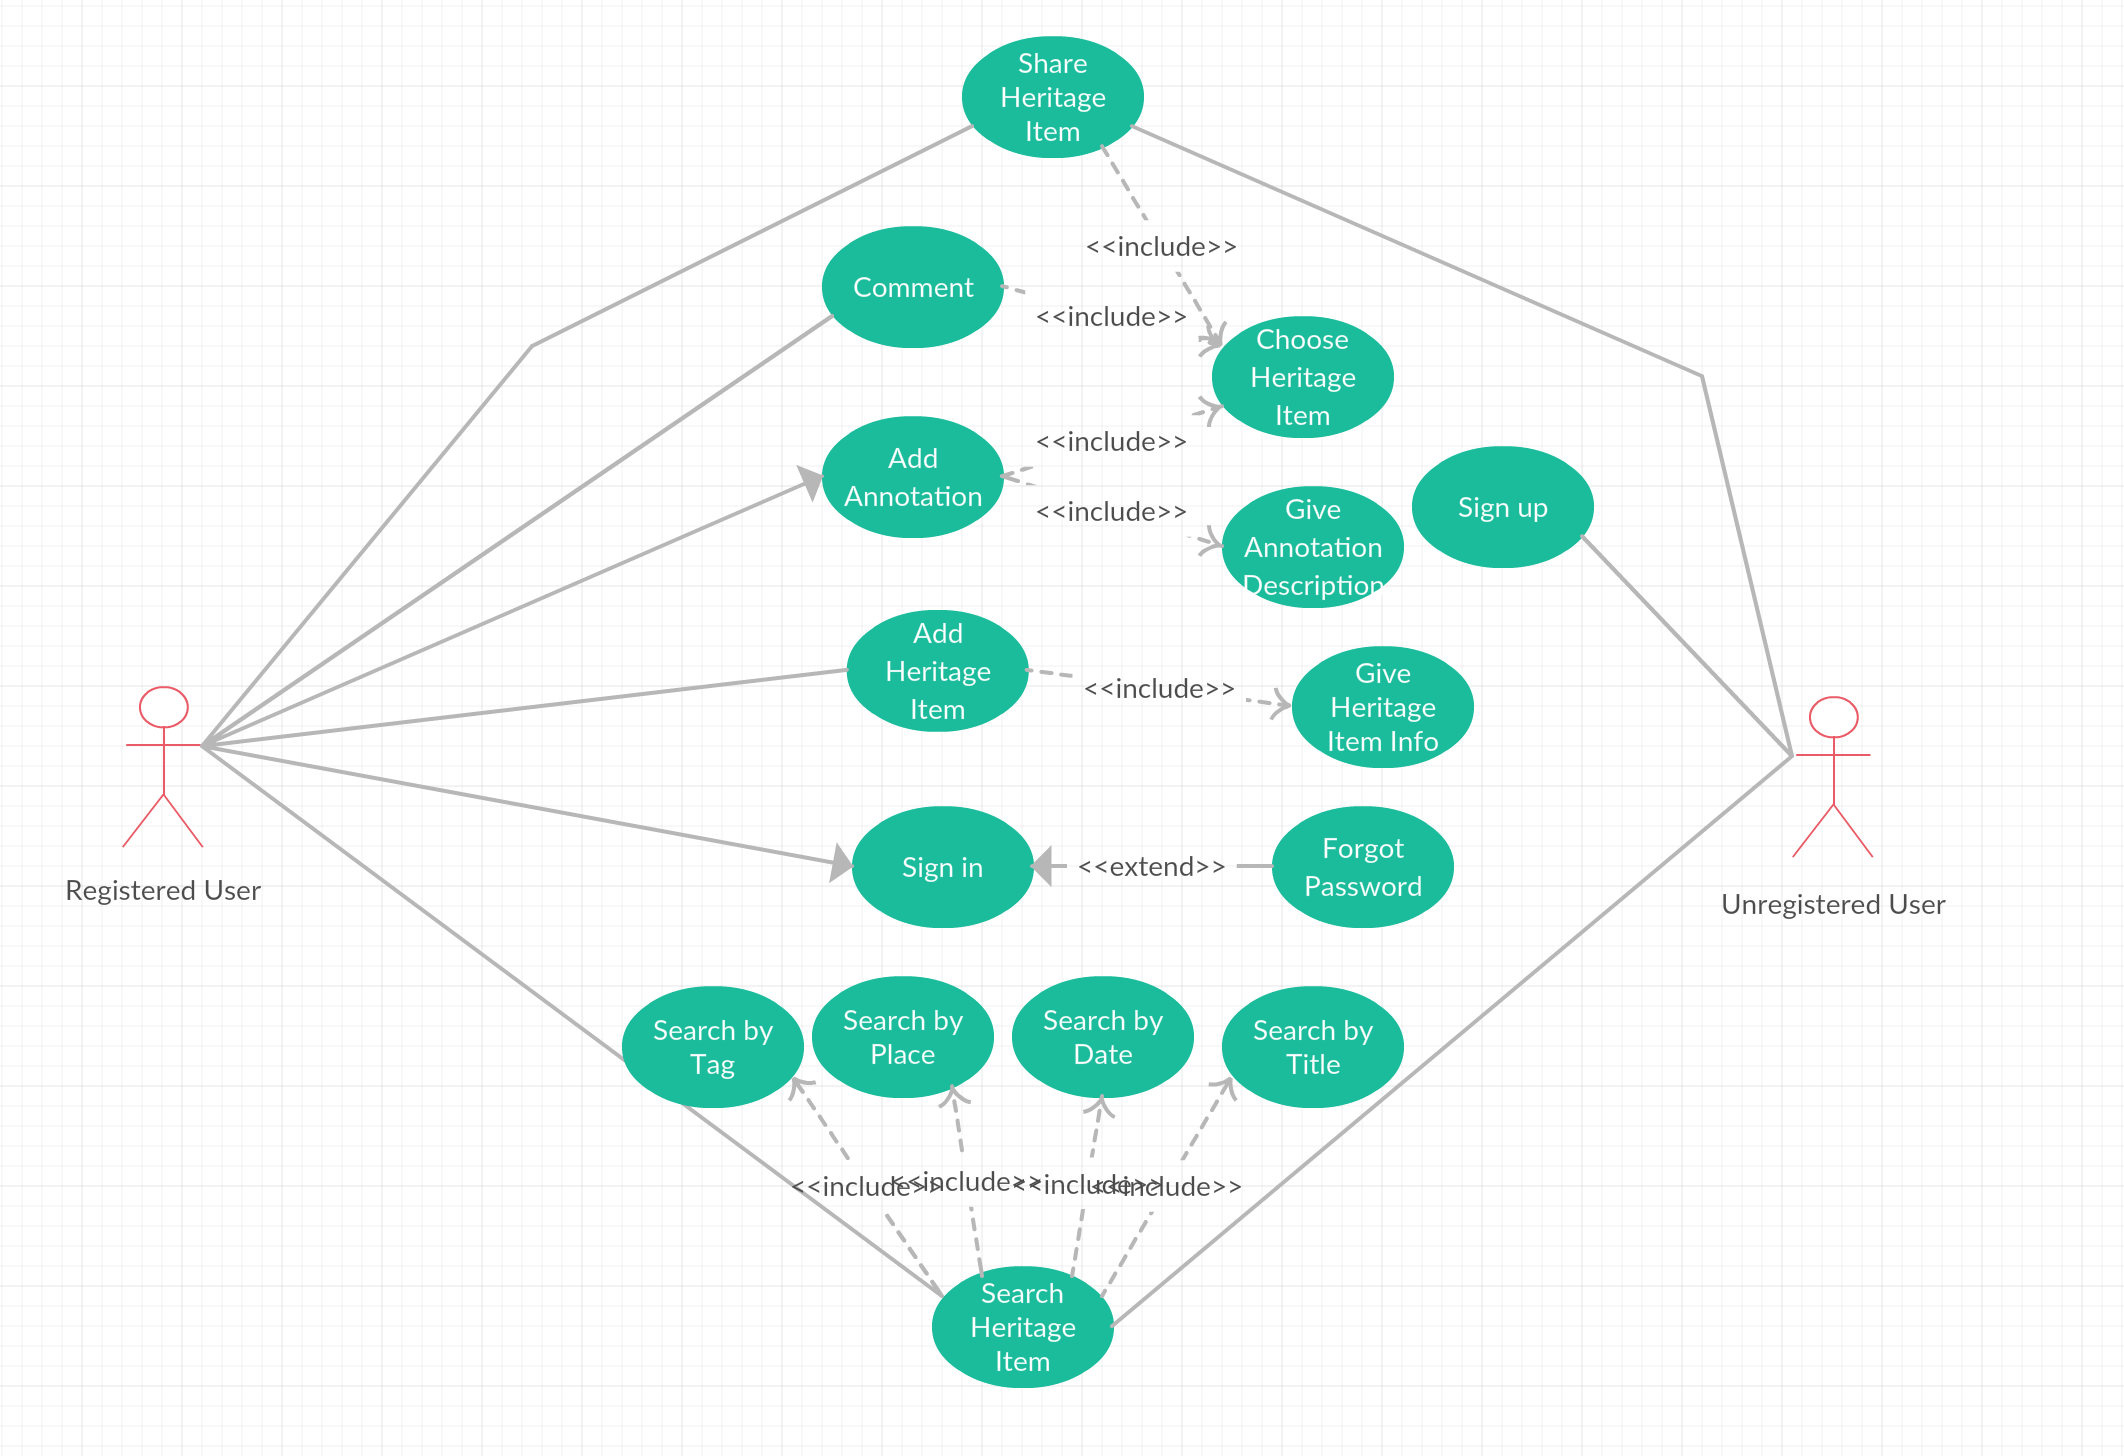 Share
Heritage
Item
<<include>>
Comment
<<include>>
Choose
Heritage
Item
Add
Annotation
<<include>>
<<include>>
Give
Annotation
Description
Sign up
Add
Heritage
Item
<<include>>
Give
Heritage
Item Info
Registered User
Sign in
<<extend>>
Forgot
Password
Unregistered User
Search by
Tag
Search by
Place
Search by
Date
Search by
Title
<<include>>
<<include>>
<<include>>
<<include>>
Search
Heritage
Item